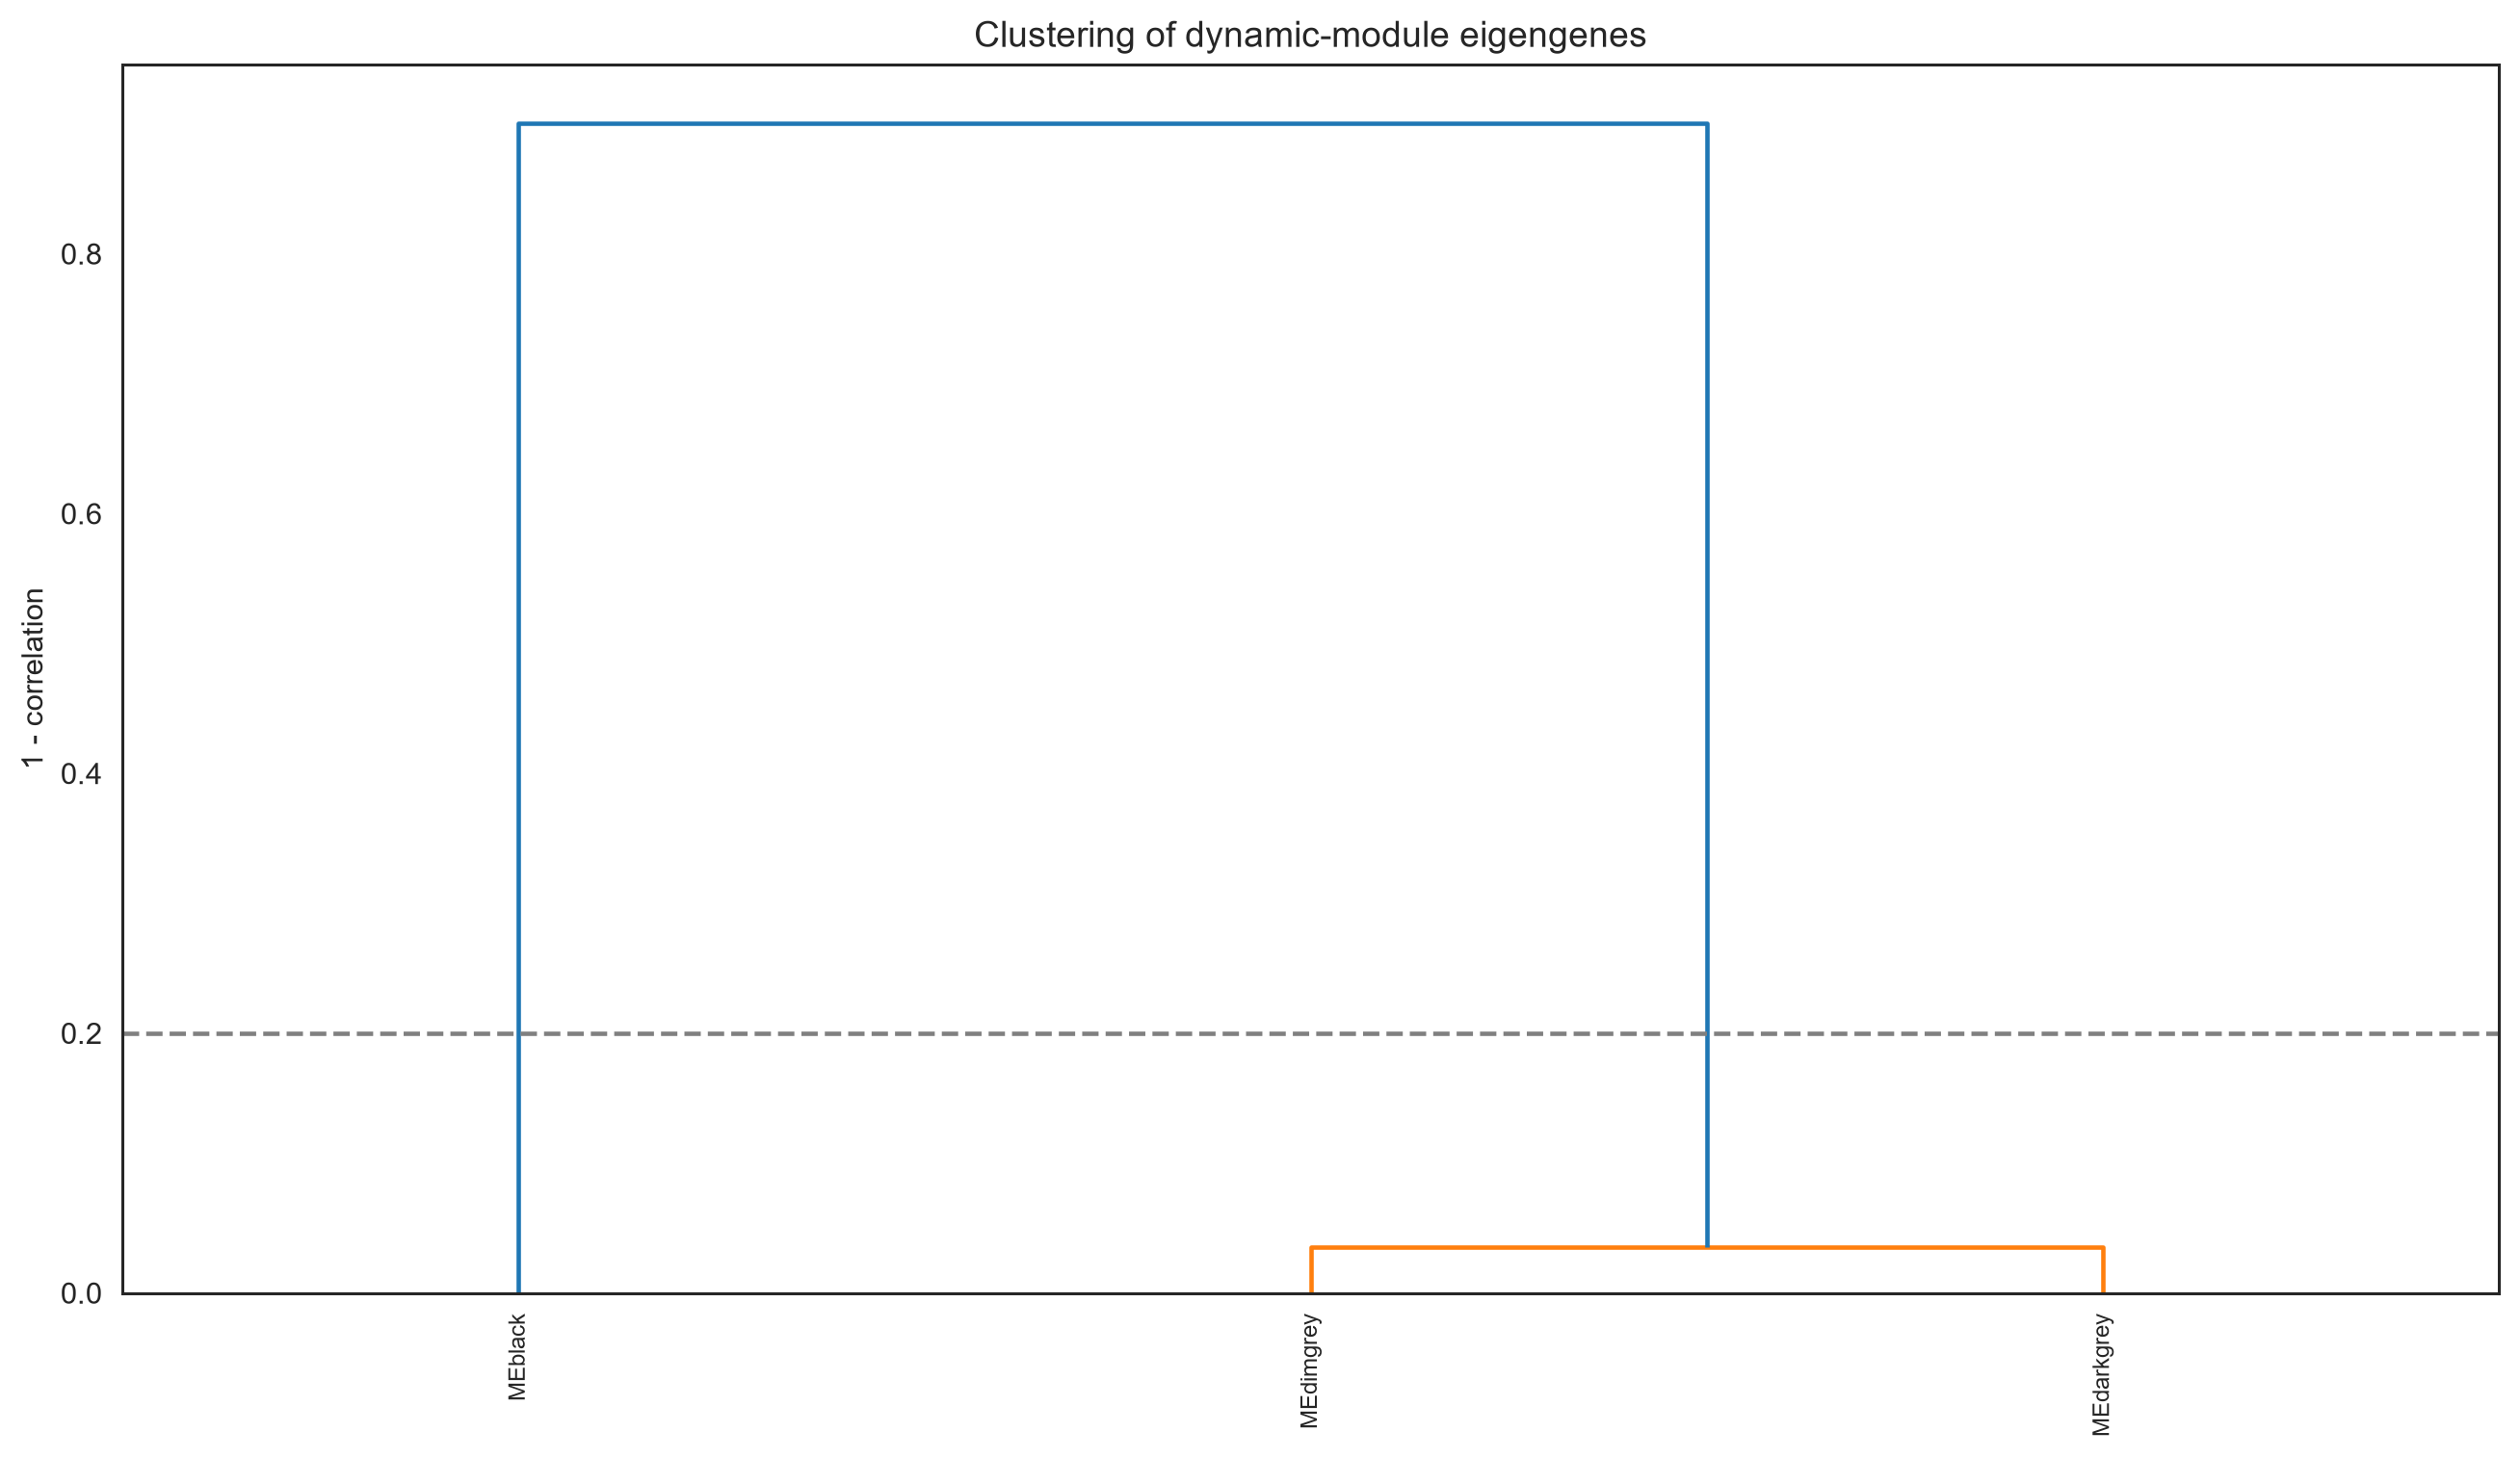 Clustering of dynamic-module eigengenes
1 - correlation
0.8
0.6
0.4
0.2
0.0
MEblack
MEdimgrey
MEdarkgrey